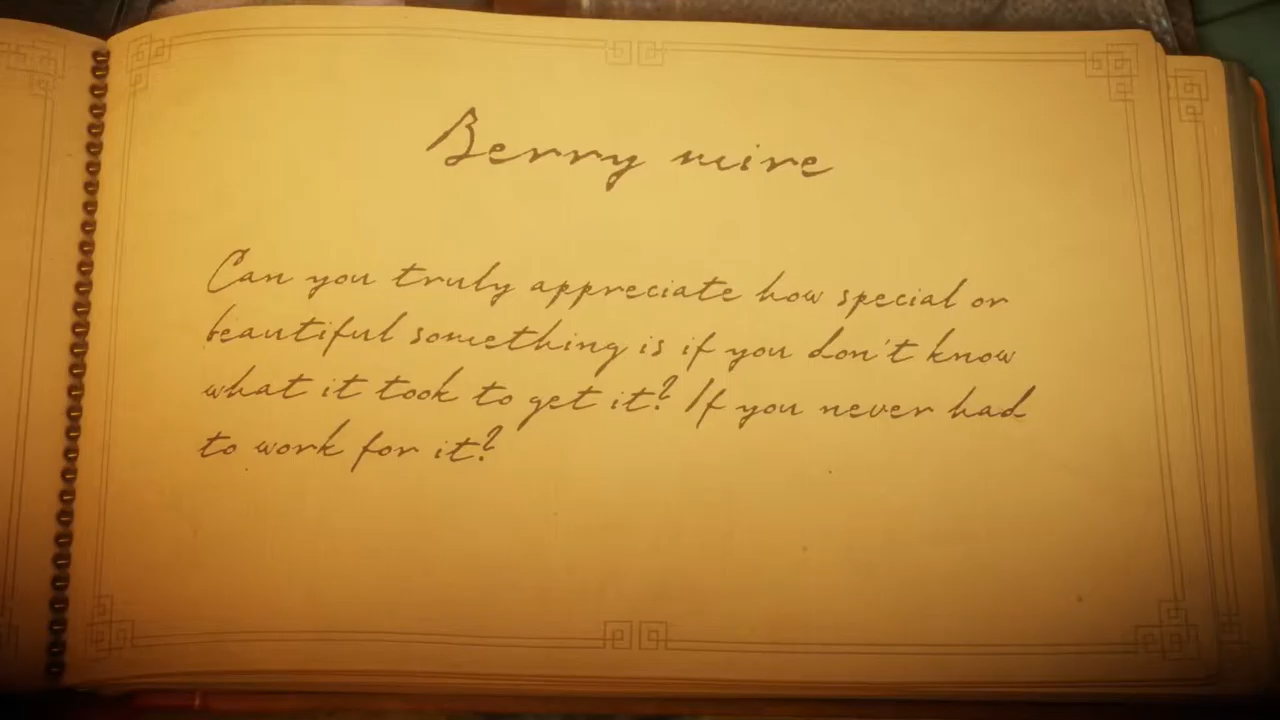 Berry mire
Can you truly appreciate how special or
beautiful something is if you don't know
what it took to get it? If you never had
to work for it?